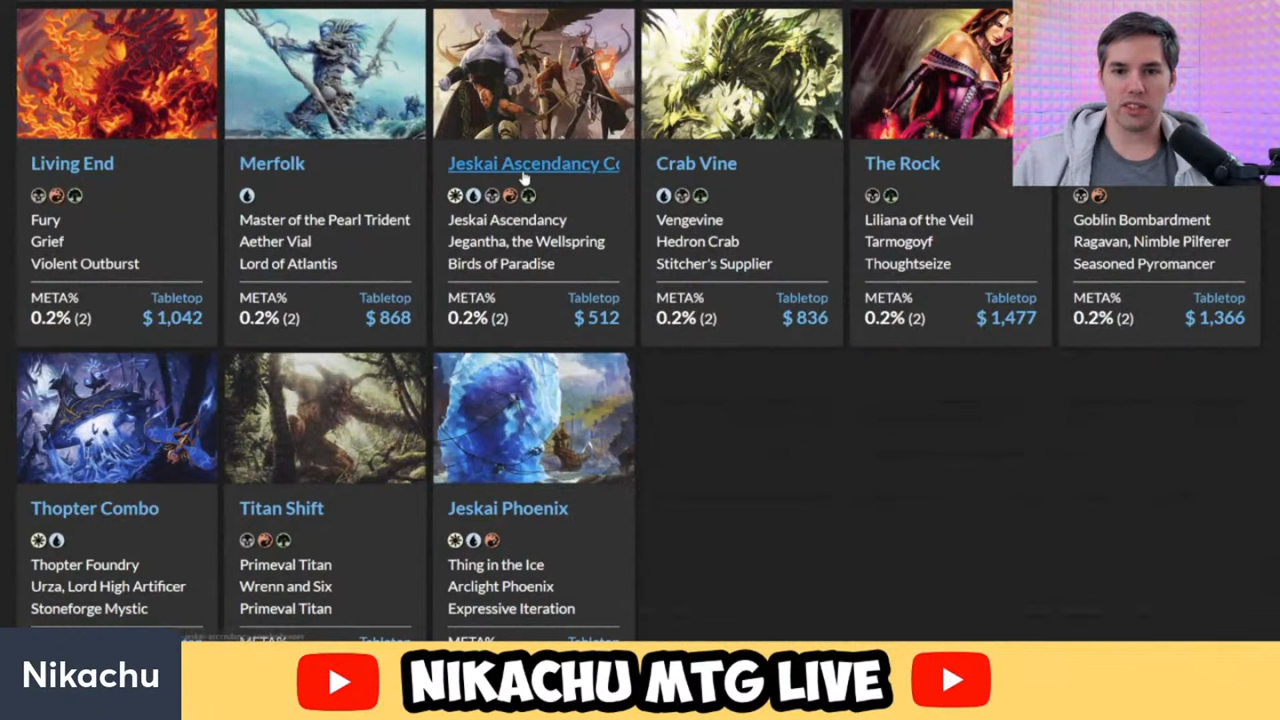 Living End
Fury
Grief
Violent Outburst
META%
Tabletop
0.2% (2)
$ 1,042
Merfolk
Master of the Pearl Trident
Aether Vial
Lord of Atlantis
META%
Tabletop
0.2% (2)
$ 868
Jeskai Ascendancy Co
Jeskai Ascendancy
Jegantha, the Wellspring
Birds of Paradise
META%
Tabletop
0.2% (2)
$ 512
Crab Vine
Vengevine
Hedron Crab
Stitcher's Supplier
META%
Tabletop
0.2% (2)
$ 836
The Rock
Liliana of the Veil
Tarmogoyf
Thoughtseize
META%
Tabletop
0.2% (2)
$ 1,477
Goblin Bombardment
Ragavan, Nimble Pilferer
Seasoned Pyromancer
META%
Tabletop
0.2% (2)
$ 1,366
Thopter Combo
Thopter Foundry
Urza, Lord High Artificer
Stoneforge Mystic
Titan Shift
Primeval Titan
Wrenn and Six
Primeval Titan
Jeskai Phoenix
Thing in the Ice
Arclight Phoenix
Expressive Iteration
Nikachu
NIKACHU MTG LIVE